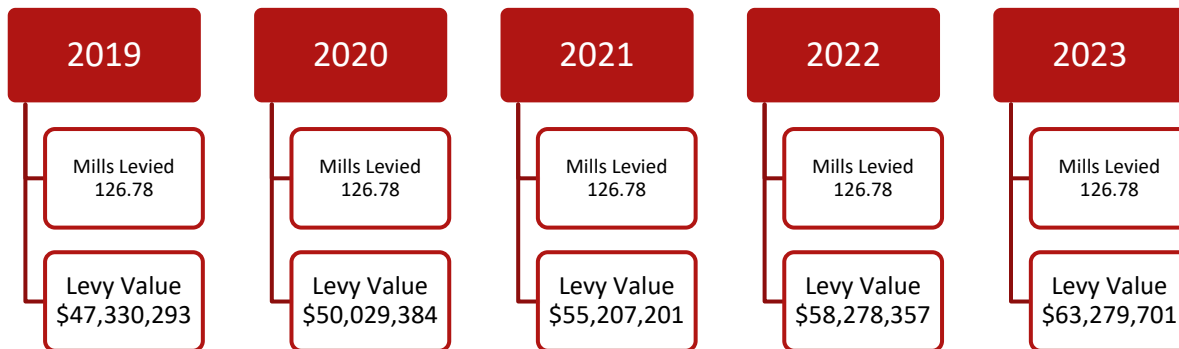 2019
Mills Levied
126.78
Levy Value
$47,330,293
2020
Mills Levied
126.78
Levy Value
$50,029,384
2021
Mills Levied
126.78
Levy Value
$55,207,201
2022
Mills Levied
126.78
Levy Value
$58,278,357
2023
Mills Levied
126.78
Levy Value
$63,279,701